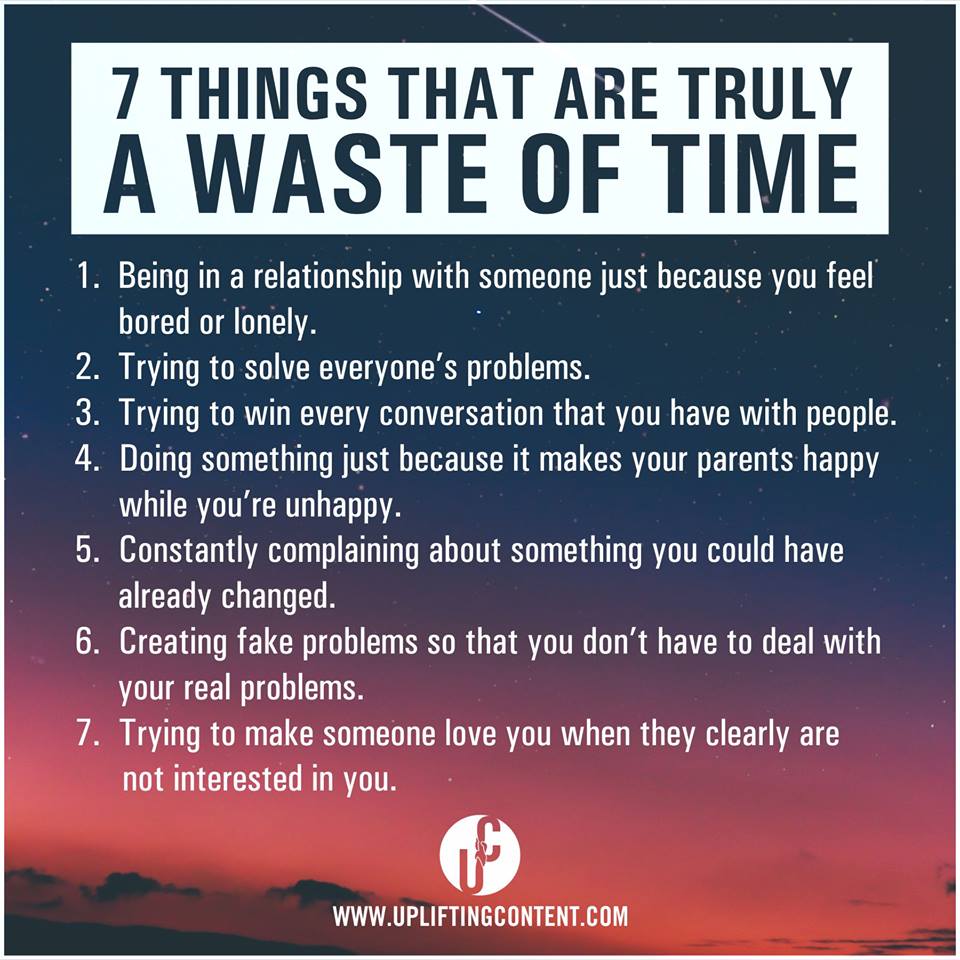 7 THINGS THAT ARE TRULY
A WASTE OF TIME
1. Being in a relationship with someone just because you feel
bored or lonely.
2. Trying to solve everyone's problems.
3. Trying to win every conversation that you have with people.
4. Doing something just because it makes your parents happy
while you're unhappy.
5. Constantly complaining about something you could have
already changed.
6. Creating fake problems so that you don't have to deal with
your real problems.
7. Trying to make someone love you when they clearly are
not interested in you.
UC
WWW.UPLIFTINGCONTENT.COM